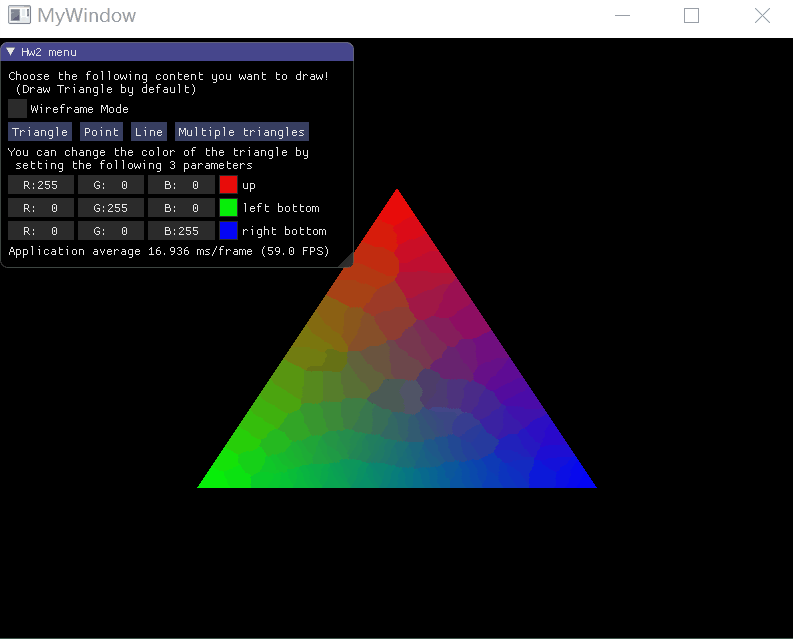 MyWindow
Hw2 menu
Choose the following content you want to draw!
(Draw Triangle by default)
Wireframe Mode
Triangle Point Line Multiple triangles
You can change the color of the triangle by
setting the following 3 parameters
R:255 G: 0 B: 0 up
R: 0 G:255 B: 0 left bottom
R: 0 G: 0 B:255 right bottom
Application average 16.936 ms/frame (59.0 FPS)